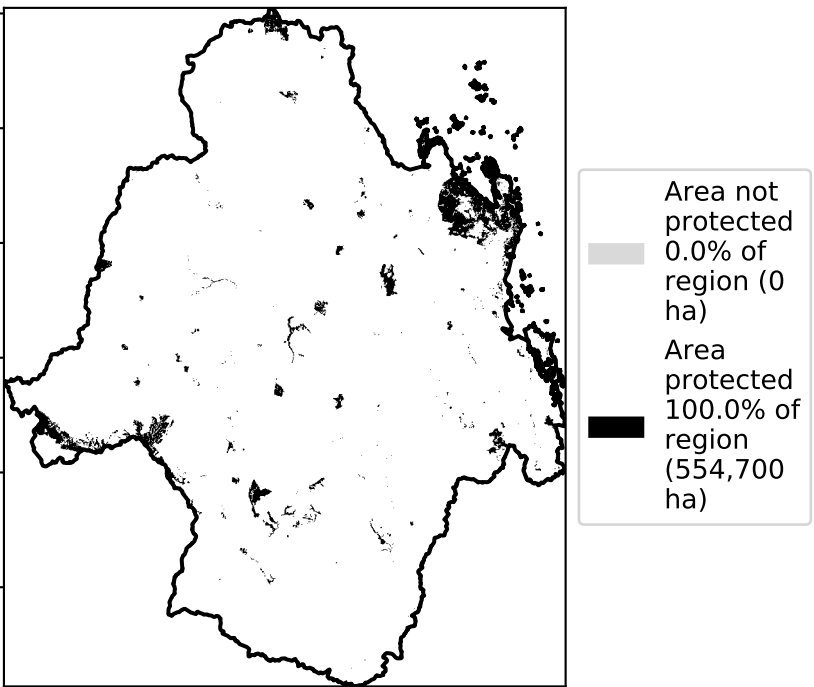 Area not
protected
0.0% of
region (0
ha)
Area
protected
100.0% of
region
(554,700
ha)